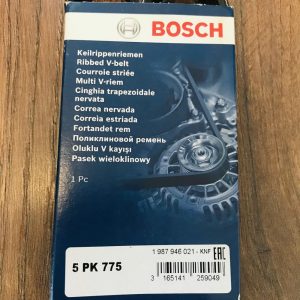 BOSCH
Keilrippenriemen
Ribbed V-belt
Courroie striée
Multi V-riem
Cinghia trapezoidale
nervata
Correa nervada
Correia estriada
Fortandet rem
Поликлиновой ремень
Oluklu V kayışı
Pasek wieloklinowy
1 Pc
1 987 946 021 - KNF
EAC
5 PK 775
3 165141 259049